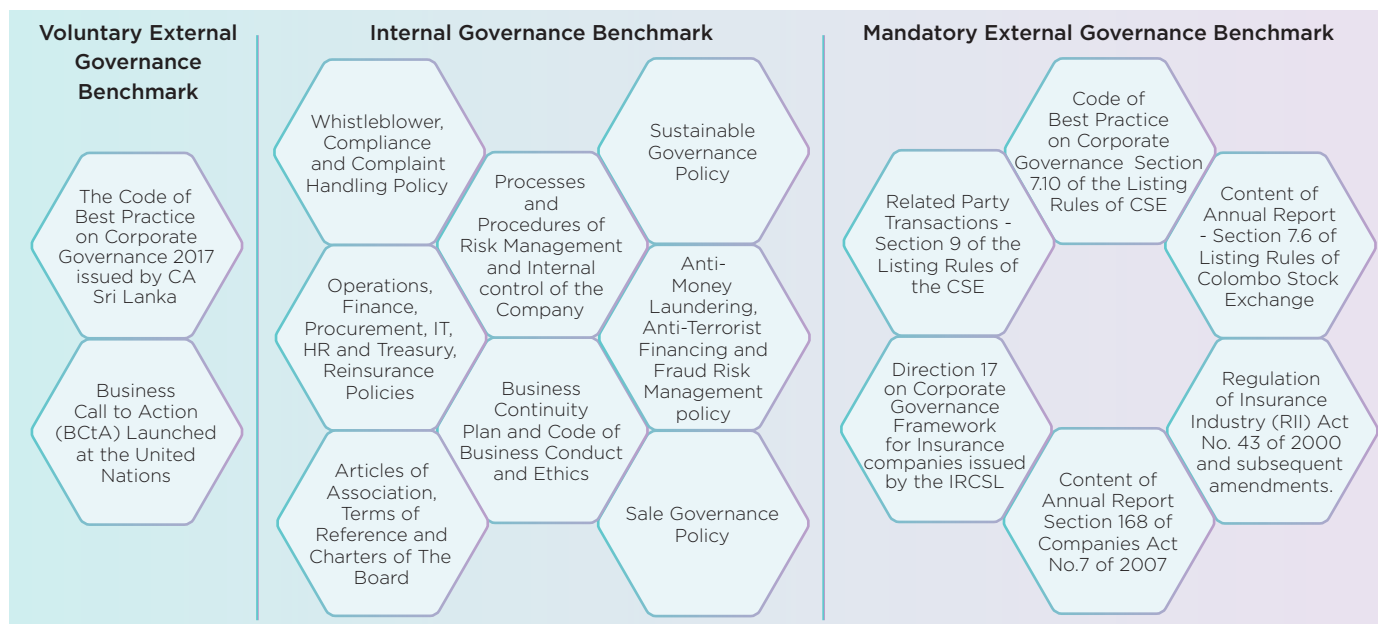 Voluntary External
Governance
Benchmark
The Code of
Best Practice
on Corporate
Governance 2017
issued by CA
Sri Lanka
Business
Call to Action
(BCtA) Launched
at the United
Nations
Internal Governance Benchmark
Whistleblower,
Compliance
and Complaint
Handling Policy
Sustainable
Governance
Policy
Processes
and
Procedures of
Risk Management
and Internal
control of the
Company
Operations,
Finance,
Procurement, IT,
HR and Treasury,
Reinsurance
Policies
Anti-
Money
Laundering,
Anti-Terrorist
Financing and
Fraud Risk
Management
policy
Business
Continuity
Plan and Code of
Business Conduct
and Ethics
Articles of
Association,
Terms of
Reference and
Charters of The
Board
Sale Governance
Policy
Mandatory External Governance Benchmark
Code of
Best Practice
on Corporate
Governance Section
7.10 of the Listing
Rules of CSE
Related Party
Transactions -
Section 9 of the
Listing Rules of
the CSE
Content of
Annual Report
- Section 7.6 of
Listing Rules of
Colombo Stock
Exchange
Direction 17
on Corporate
Governance
Framework
for Insurance
companies issued
by the IRCSL
Regulation
of Insurance
Industry (RII) Act
No. 43 of 2000
and subsequent
amendments.
Content of
Annual Report
Section 168 of
Companies Act
No.7 of 2007